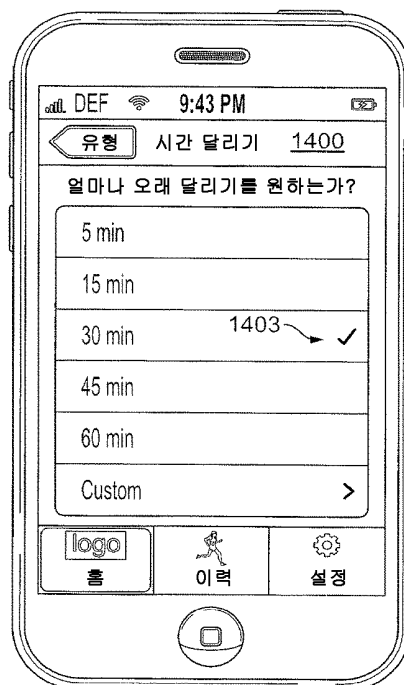 DEF 9:43 PM
유형 시간 달리기 1400
얼마나 오래 달리기를 원하는가?
5 min
15 min
30 min 1403
45 min
60 min
Custom
logo
홈 이력 설정